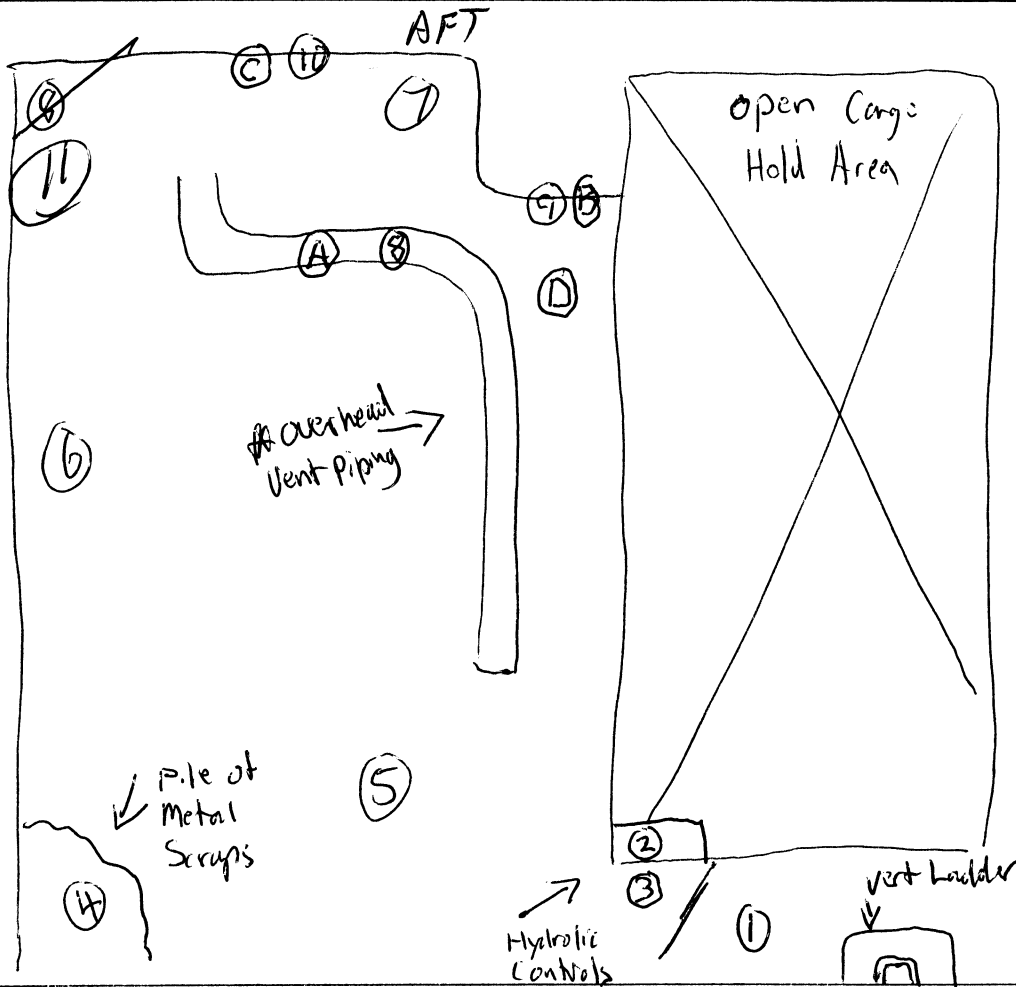 AFT
C 10
8
7
11
Open Cargo
Hold Area
9 B
A 8
D
overhead
Vent Piping
6
Pile of
Metal
Scraps
5
2
4
3
Vert Ladder
1
Hydrolic
Controls